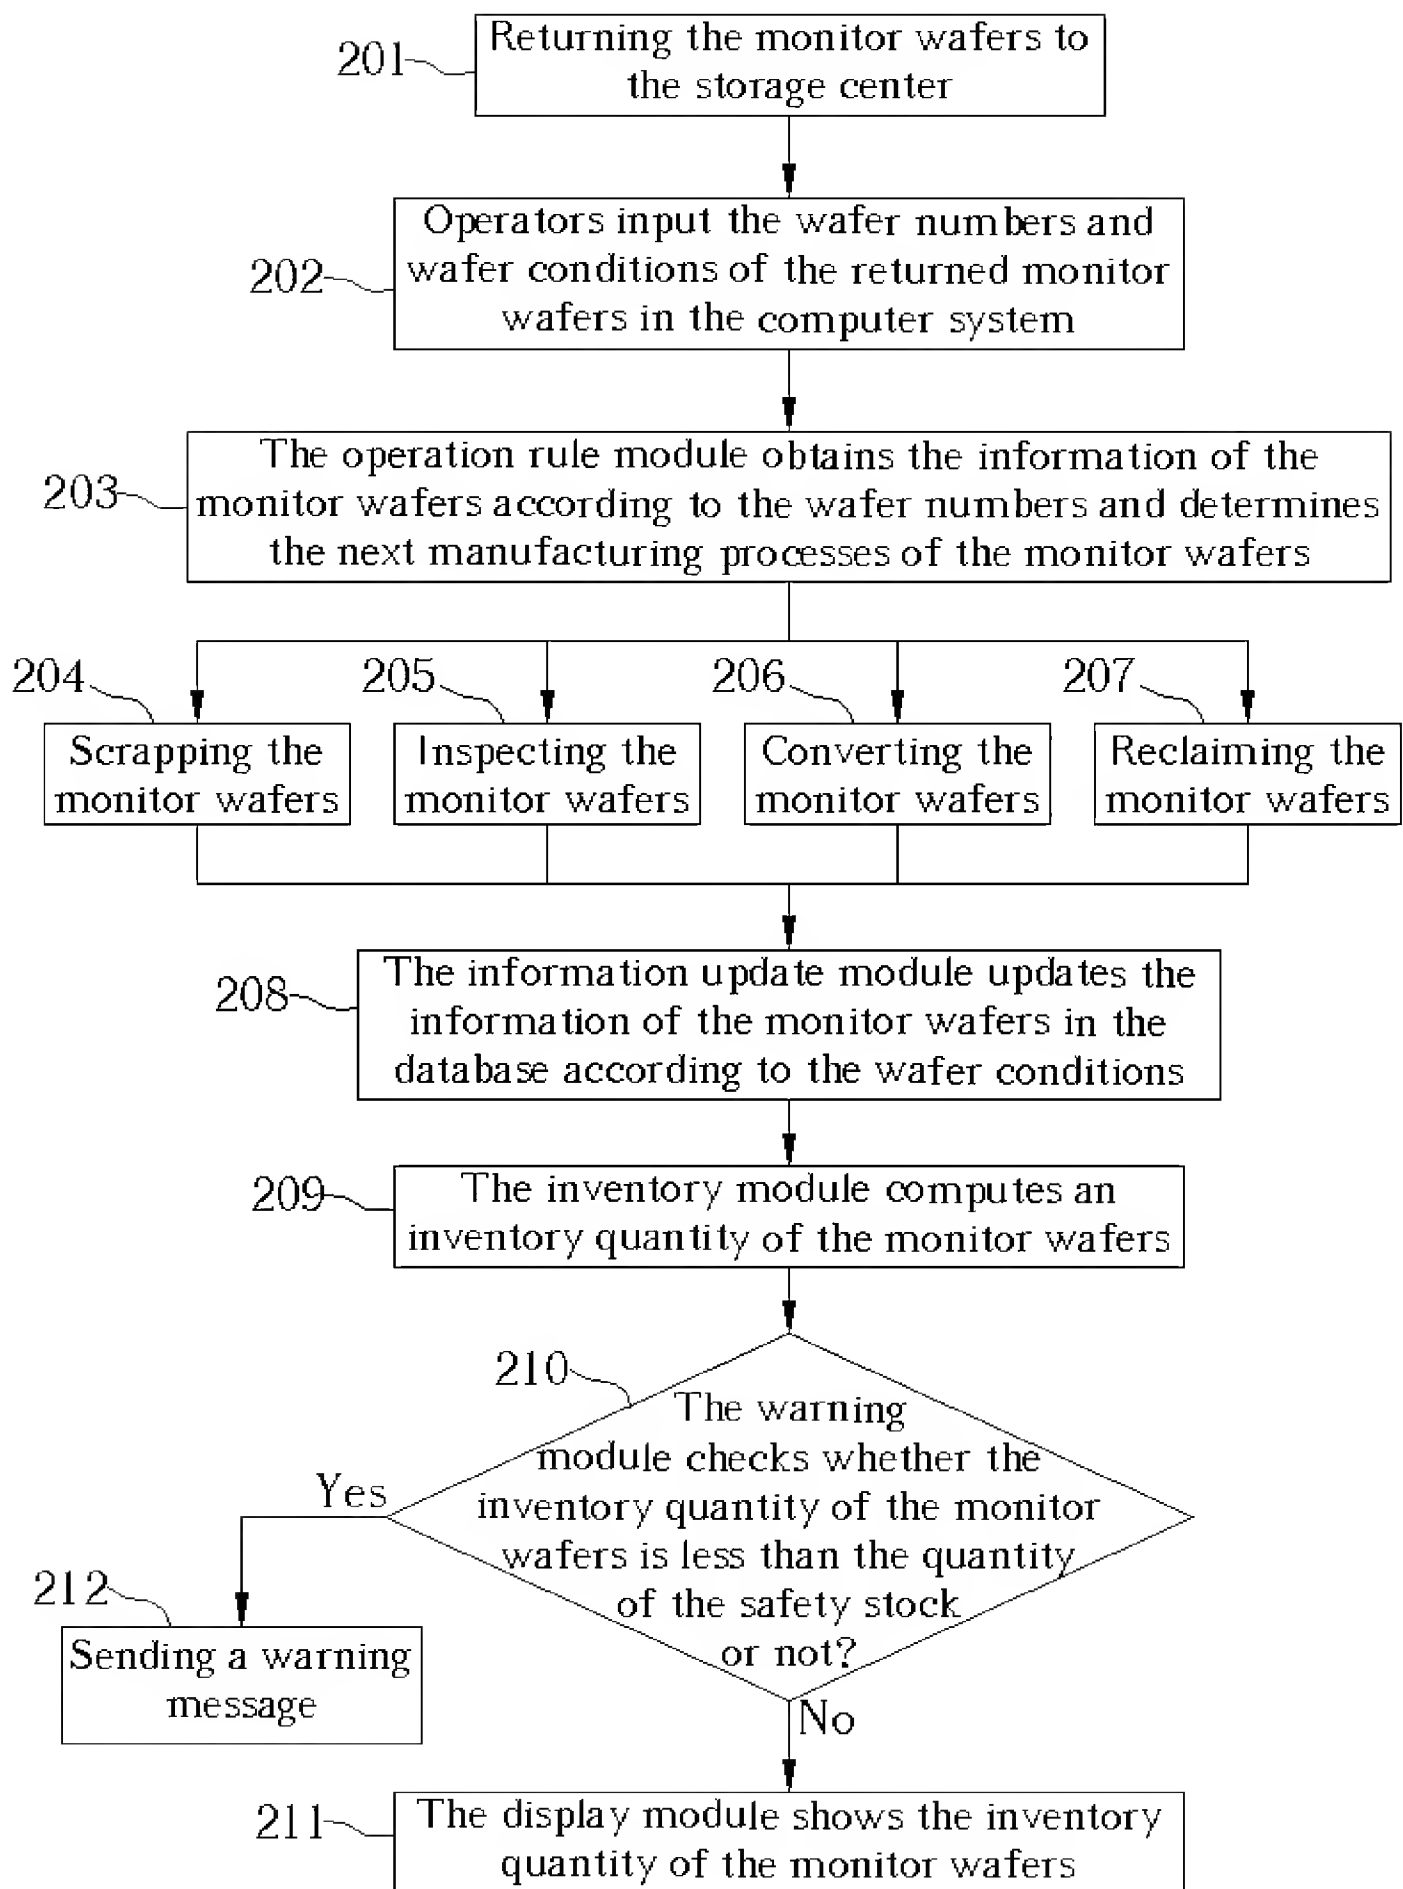 201
Returning the monitor wafers to
the storage center
202
Operators input the wafer numbers and
wafer conditions of the returned monitor
wafers in the computer system
203
The operation rule module obtains the information of the
monitor wafers according to the wafer numbers and determines
the next manufacturing processes of the monitor wafers
204
Scrapping the
monitor wafers
205
Inspecting the
monitor wafers
206
Converting the
monitor wafers
207
Reclaiming the
monitor wafers
208
The information update module updates the
information of the monitor wafers in the
database according to the wafer conditions
209
The inventory module computes an
inventory quantity of the monitor wafers
210
The warning
module checks whether the
inventory quantity of the monitor
wafers is less than the quantity
of the safety stock
or not?
Yes
212
Sending a warning
message
No
211
The display module shows the inventory
quantity of the monitor wafers